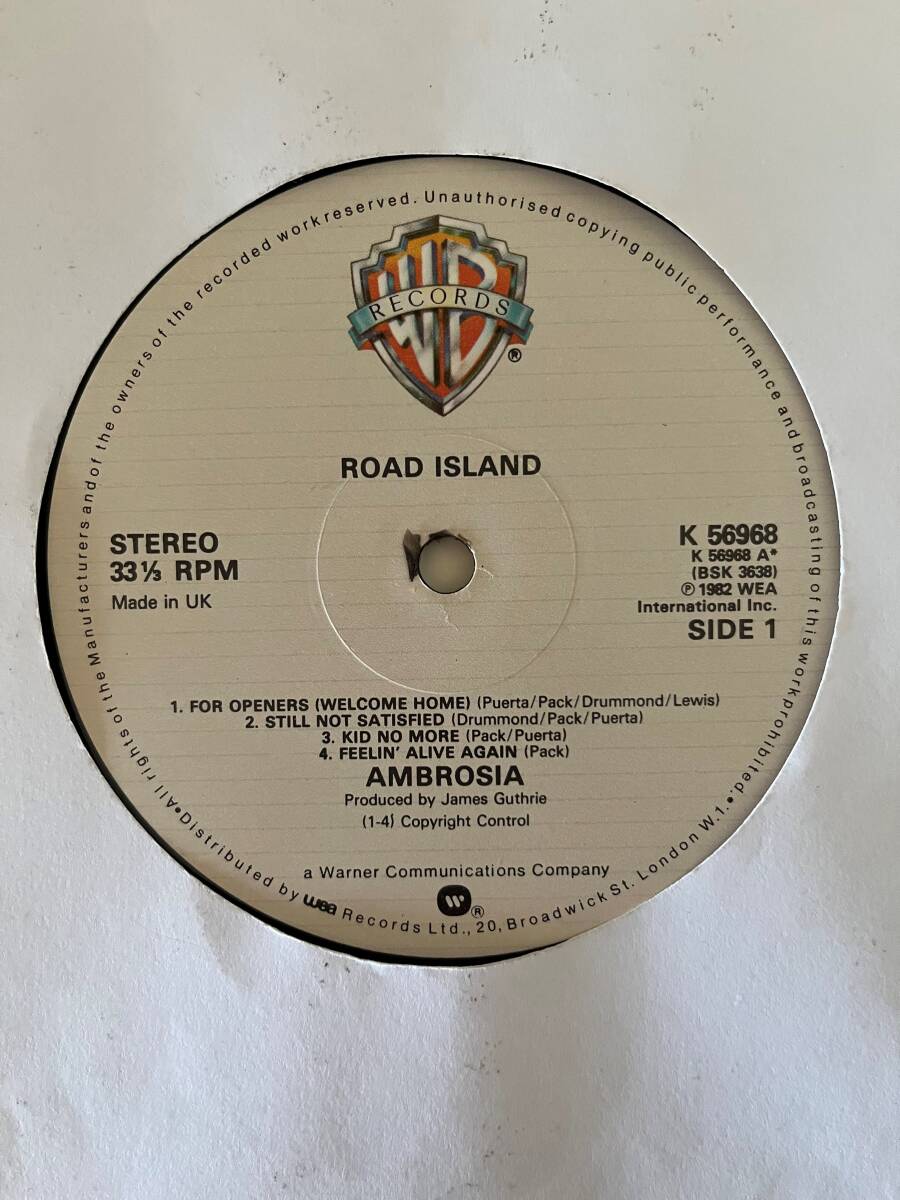 •All rights of the Manufacturers and of the owners of the recorded work reserved. Unauthorised copying public performance and broadcasting of this work prohibited.•
WB
RECORDS
®
ROAD ISLAND
STEREO
33 ⅓ RPM
Made in UK
K 56968
K 56968 A*
(BSK 3638)
℗ 1982 WEA
International Inc.
SIDE 1
1. FOR OPENERS (WELCOME HOME) (Puerta/Pack/Drummond/Lewis)
2. STILL NOT SATISFIED (Drummond/Pack/Puerta)
3. KID NO MORE (Pack/Puerta)
4. FEELIN' ALIVE AGAIN (Pack)
AMBROSIA
Produced by James Guthrie
(1-4) Copyright Control
a Warner Communications Company
W ®
Distributed by wea Records Ltd., 20, Broadwick St. London W.1.